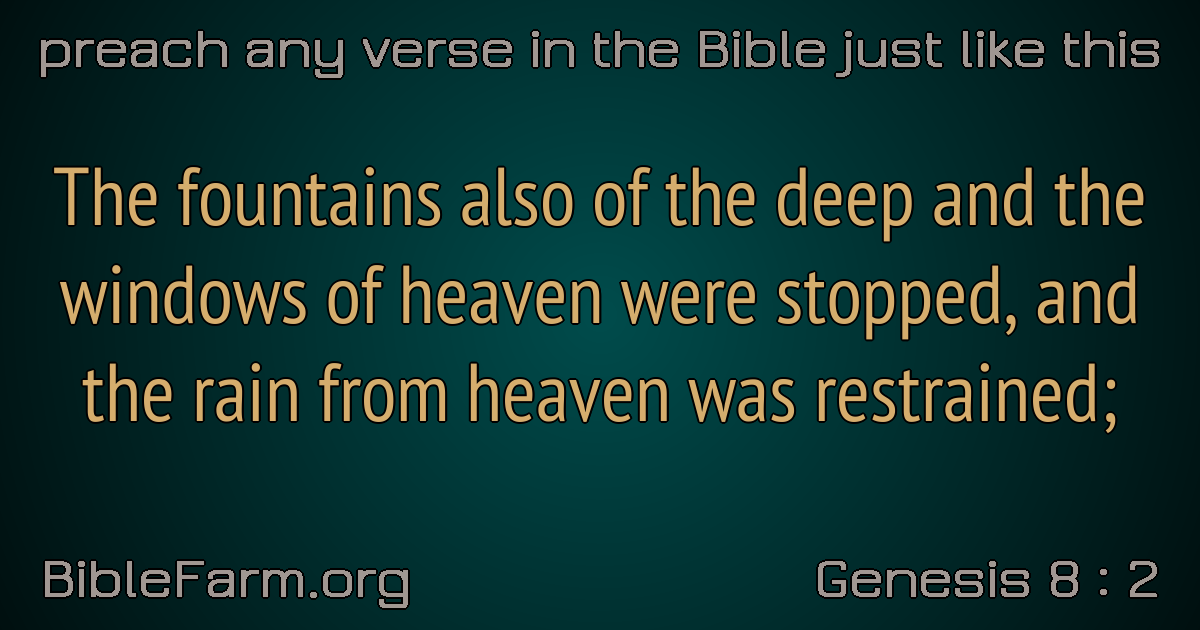 preach any verse in the Bible just like this
The fountains also of the deep and the
windows of heaven were stopped, and
the rain from heaven was restrained;
BibleFarm.org
Genesis 8 : 2